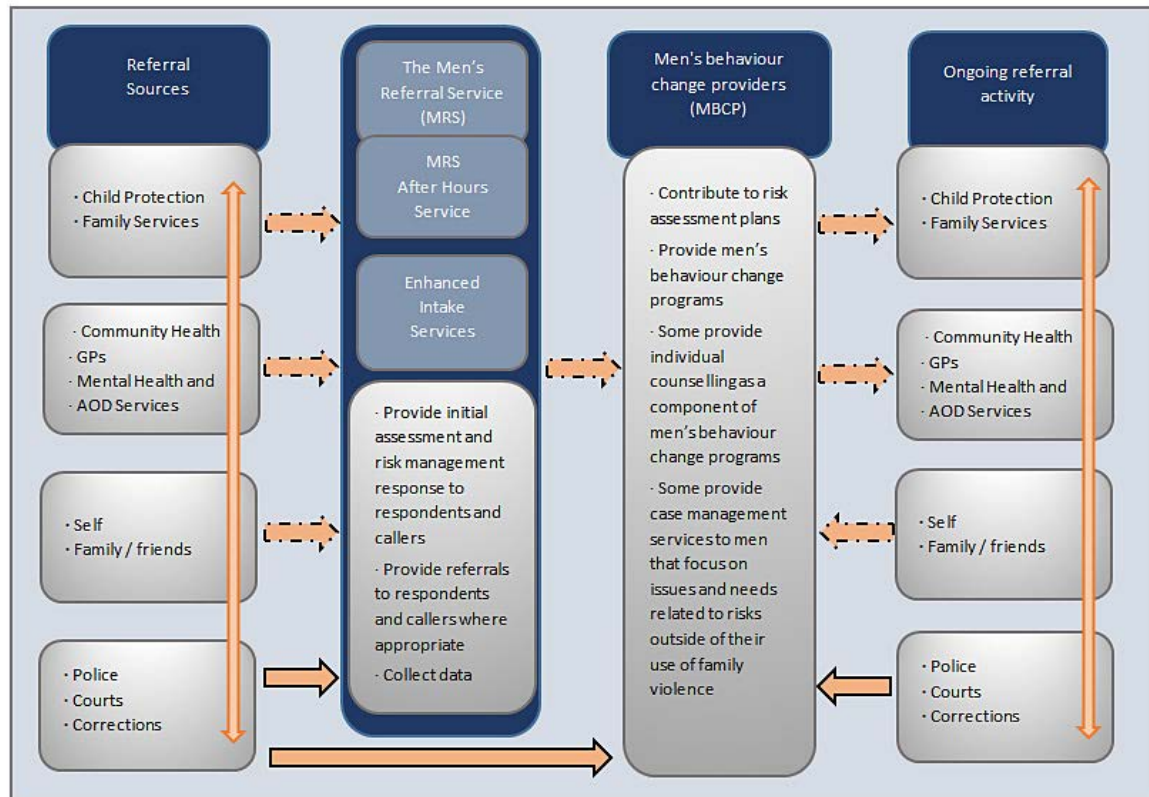 Referral
Sources
· Child Protection
· Family Services
· Community Health
· GPs
· Mental Health and
· AOD Services
· Self
· Family / friends
· Police
· Courts
· Corrections
The Men's
Referral Service
(MRS)
MRS
After Hours
Service
Enhanced
Intake
Services
· Provide initial
assessment and
risk management
response to
respondents and
callers
· Provide referrals
to respondents
and callers where
appropriate
· Collect data
Men's behaviour
change providers
(MBCP)
· Contribute to risk
assessment plans
· Provide men's
behaviour change
programs
· Some provide
individual
counsellingas a
component of
men's behaviour
change programs
· Some provide
case management
services to men
that focus on
issues and needs
related to risks
outside of their
use of family
violence
Ongoing referral
activity
· Child Protection
· Family Services
· Community Health
· GPs
· Mental Health and
· AOD Services
· Self
· Family / friends
· Police
· Courts
· Corrections